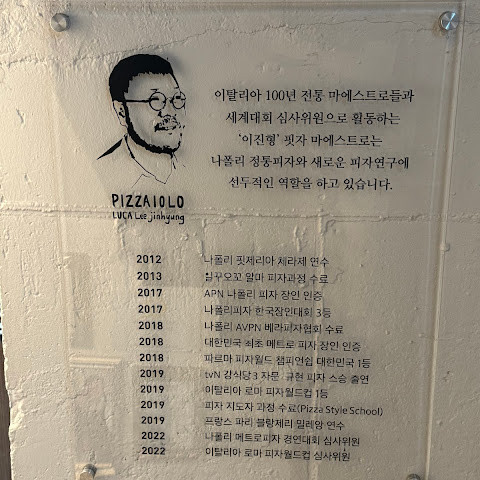 이탈리아 100년 전통 마에스트로들과
세계대회 심사위원으로 활동하는
'이진형' 핏자 마에스트로는
나폴리 정통피자와 새로운 피자연구에
선두적인 역할을 하고 있습니다.
PIZZAIOLO
LUCA Lee jinhyung
2012 나폴리 핏제리아 체라제 연수
2013 일꾸오꼬 알마 피자과정 수료
2017 APN 나폴리 피자 장인 인증
2017 나폴리피자 한국장인대회 3등
2018 나폴리 AVPN 베라피자협회 수료
2018 대한민국 최초 메트로 피자 장인 인증
2018 파르마 피자월드 챔피언쉽 대한민국 1등
2019 tvN 강식당3 자문 규현 피자 스승 출연
2019 이탈리아 로마 피자월드컵 1등
2019 피자 지도자 과정 수료(Pizza Style School)
2019 프랑스 파리 블랑제리 밀레앙 연수
2022 나폴리 메트로피자 경연대회 심사위원
2022 이탈리아 로마 피자월드컵 심사위원